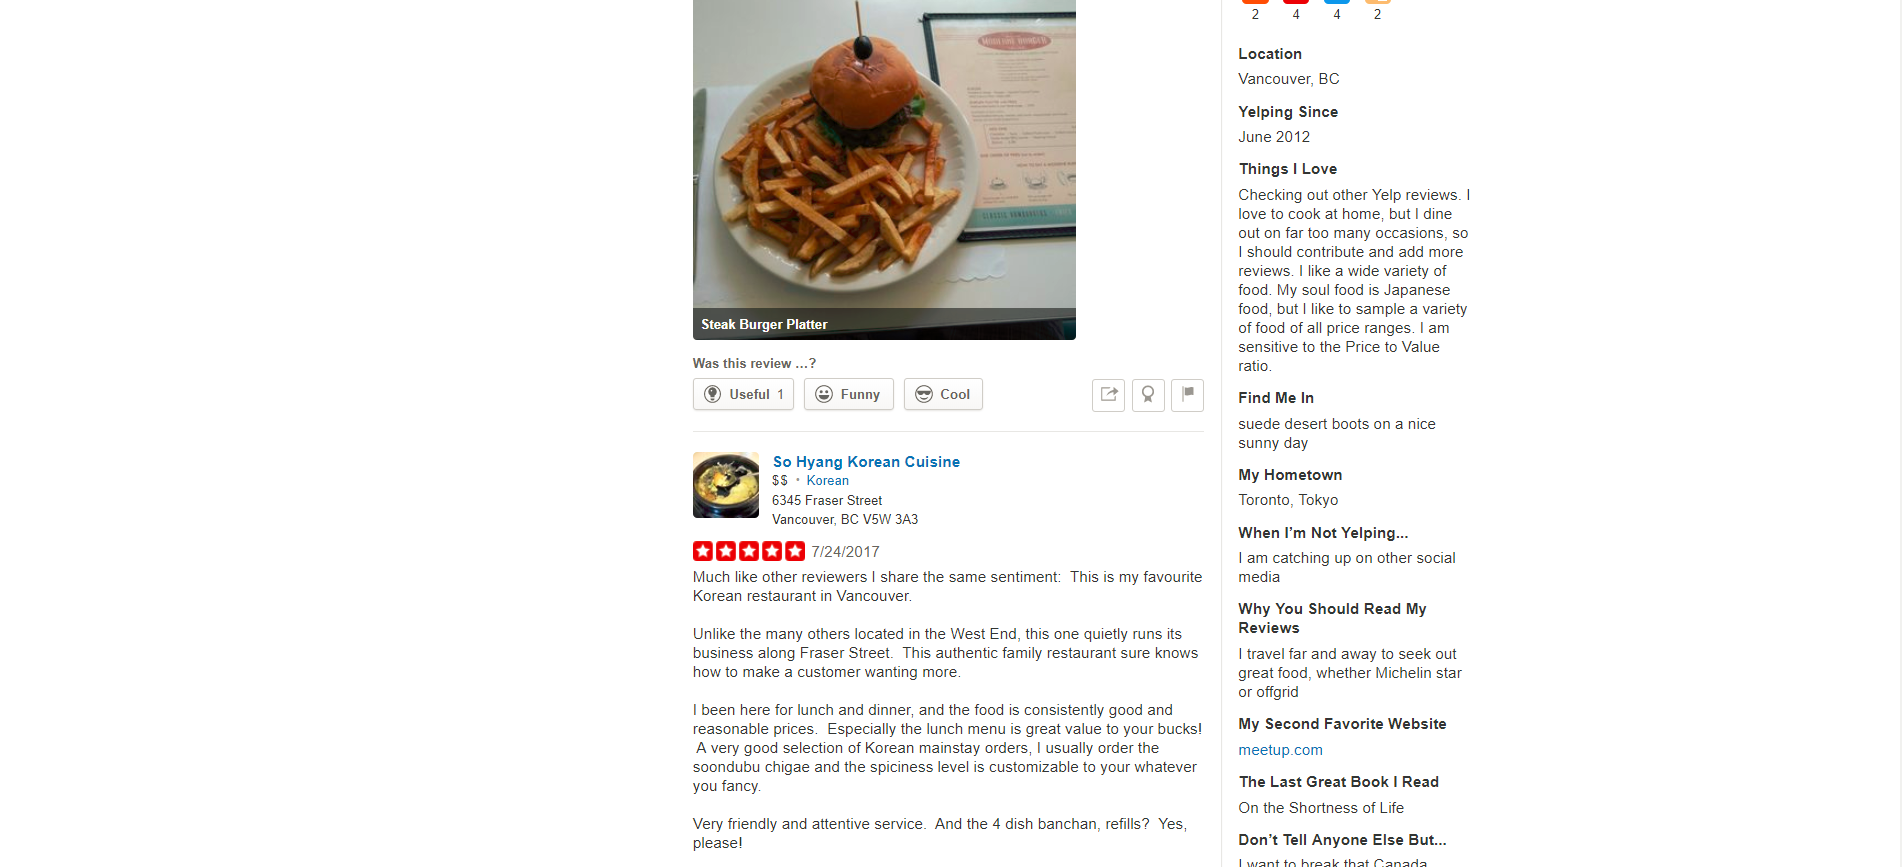 Steak Burger Platter
Was this review …?
Useful 1
Funny
Cool
So Hyang Korean Cuisine
$$ • Korean
6345 Fraser Street
Vancouver, BC V5W 3A3
7/24/2017
Much like other reviewers I share the same sentiment:  This is my favourite
Korean restaurant in Vancouver.
Unlike the many others located in the West End, this one quietly runs its
business along Fraser Street.  This authentic family restaurant sure knows
how to make a customer wanting more.
I been here for lunch and dinner, and the food is consistently good and
reasonable prices.  Especially the lunch menu is great value to your bucks!
A very good selection of Korean mainstay orders, I usually order the
soondubu chigae and the spiciness level is customizable to your whatever
you fancy.
Very friendly and attentive service.  And the 4 dish banchan, refills?  Yes,
please!
2 4 4 2
Location
Vancouver, BC
Yelping Since
June 2012
Things I Love
Checking out other Yelp reviews. I
love to cook at home, but I dine
out on far too many occasions, so
I should contribute and add more
reviews. I like a wide variety of
food. My soul food is Japanese
food, but I like to sample a variety
of food of all price ranges. I am
sensitive to the Price to Value
ratio.
Find Me In
suede desert boots on a nice
sunny day
My Hometown
Toronto, Tokyo
When I’m Not Yelping...
I am catching up on other social
media
Why You Should Read My
Reviews
I travel far and away to seek out
great food, whether Michelin star
or offgrid
My Second Favorite Website
meetup.com
The Last Great Book I Read
On the Shortness of Life
Don’t Tell Anyone Else But...
I want to break that Canada